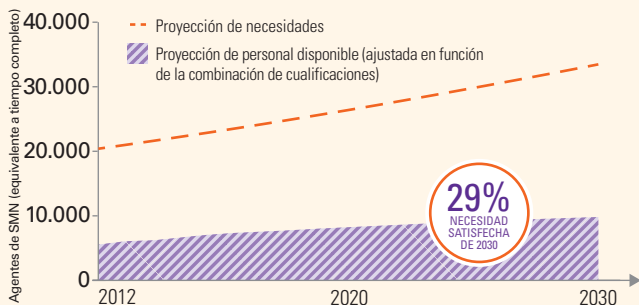 Agentes de SMN (equivalente a tiempo completo)
40.000
30.000
20.000
10.000
0
Proyección de necesidades
Proyección de personal disponible (ajustada en función
de la combinación de cualificaciones)
29%
NECESIDAD
SATISFECHA
DE 2030
2012
2020
2030